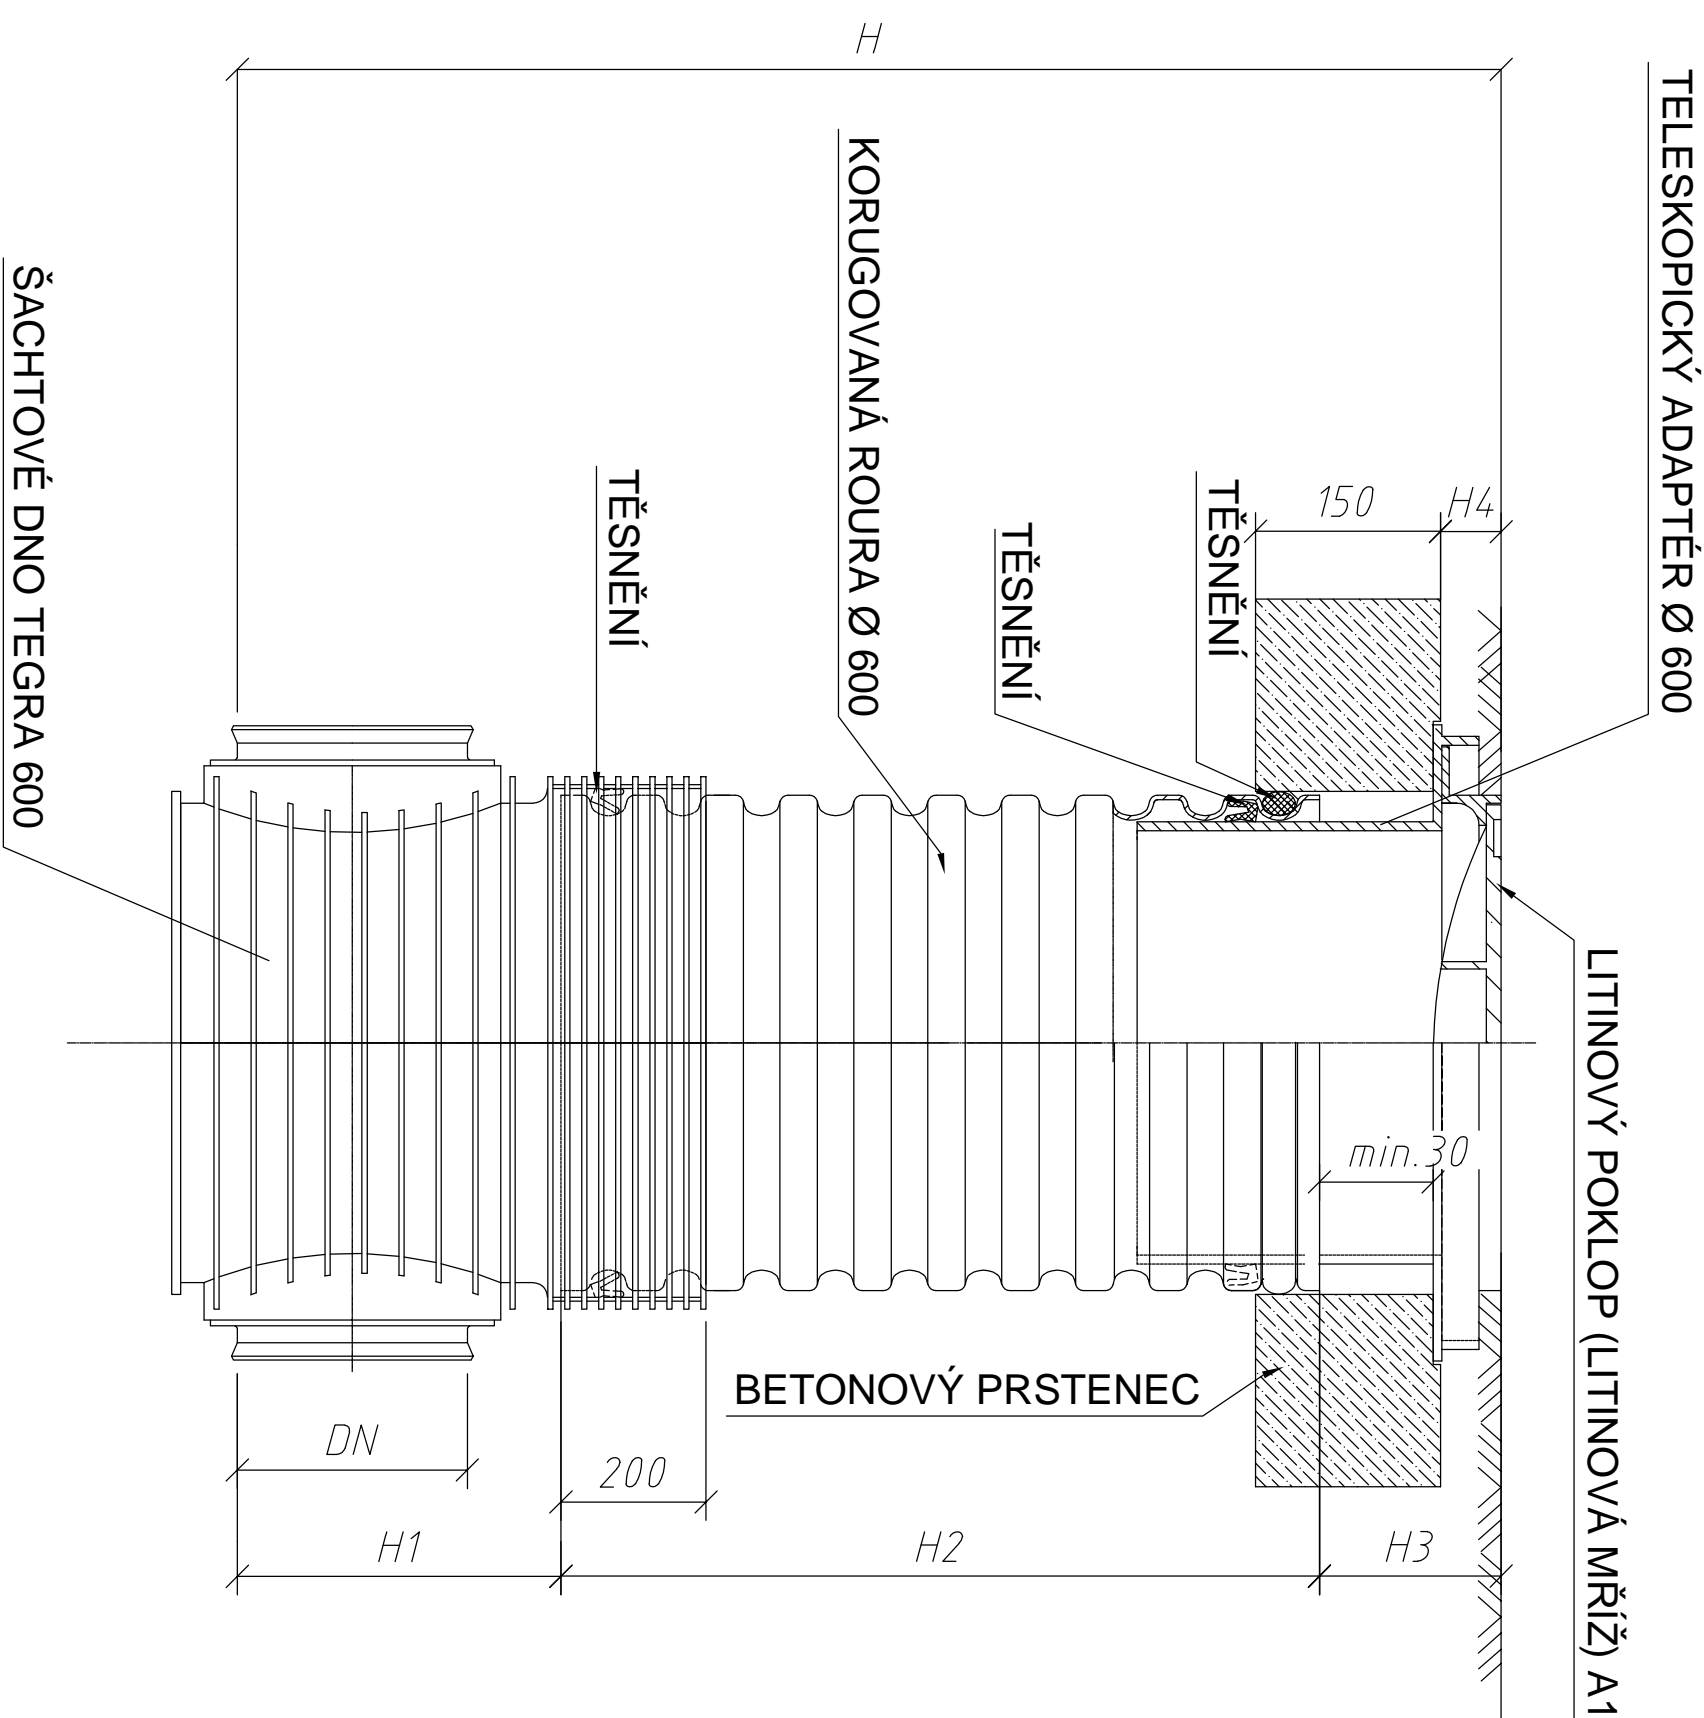 H
TELESKOPICKÝ ADAPTÉR Ø 600
KORUGOVANÁ ROURA Ø 600
ŠACHTOVÉ DNO TEGRA 600
TĚSNĚNÍ
TĚSNĚNÍ
TĚSNĚNÍ
150
H4
LITINOVÝ POKLOP (LITINOVÁ MŘÍŽ) A1
min.30
BETONOVÝ PRSTENEC
DN
200
H1
H2
H3